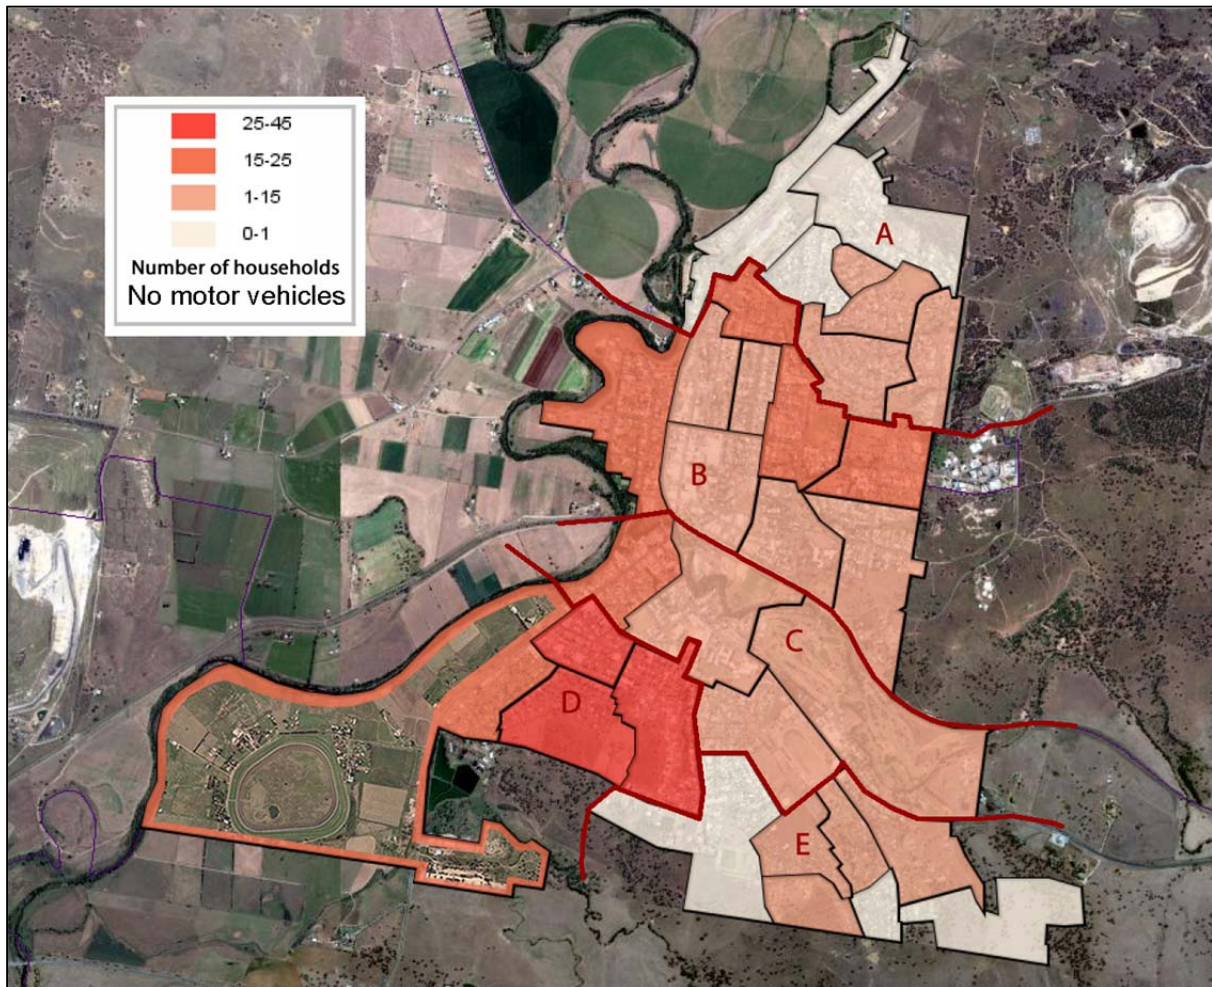 25-45
15-25
1-15
0-1
Number of households
No motor vehicles
A
B
C
D
E